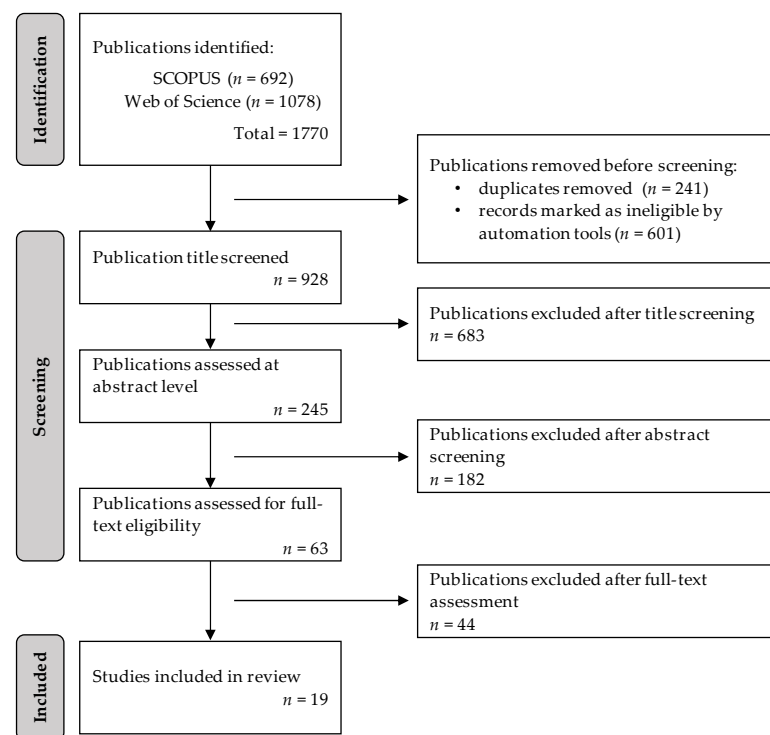 Identification
Publications identified:
SCOPUS (n = 692)
Web of Science (n = 1078)
Total = 1770
Publications removed before screening:
• duplicates removed (n = 241)
• records marked as ineligible by
automation tools (n = 601)
Screening
Publication title screened
n = 928
Publications excluded after title screening
n = 683
Publications assessed at
abstract level
n = 245
Publications excluded after abstract
screening
n = 182
Publications assessed for full-
text eligibility
n = 63
Publications excluded after full-text
assessment
n = 44
Included
Studies included in review
n = 19